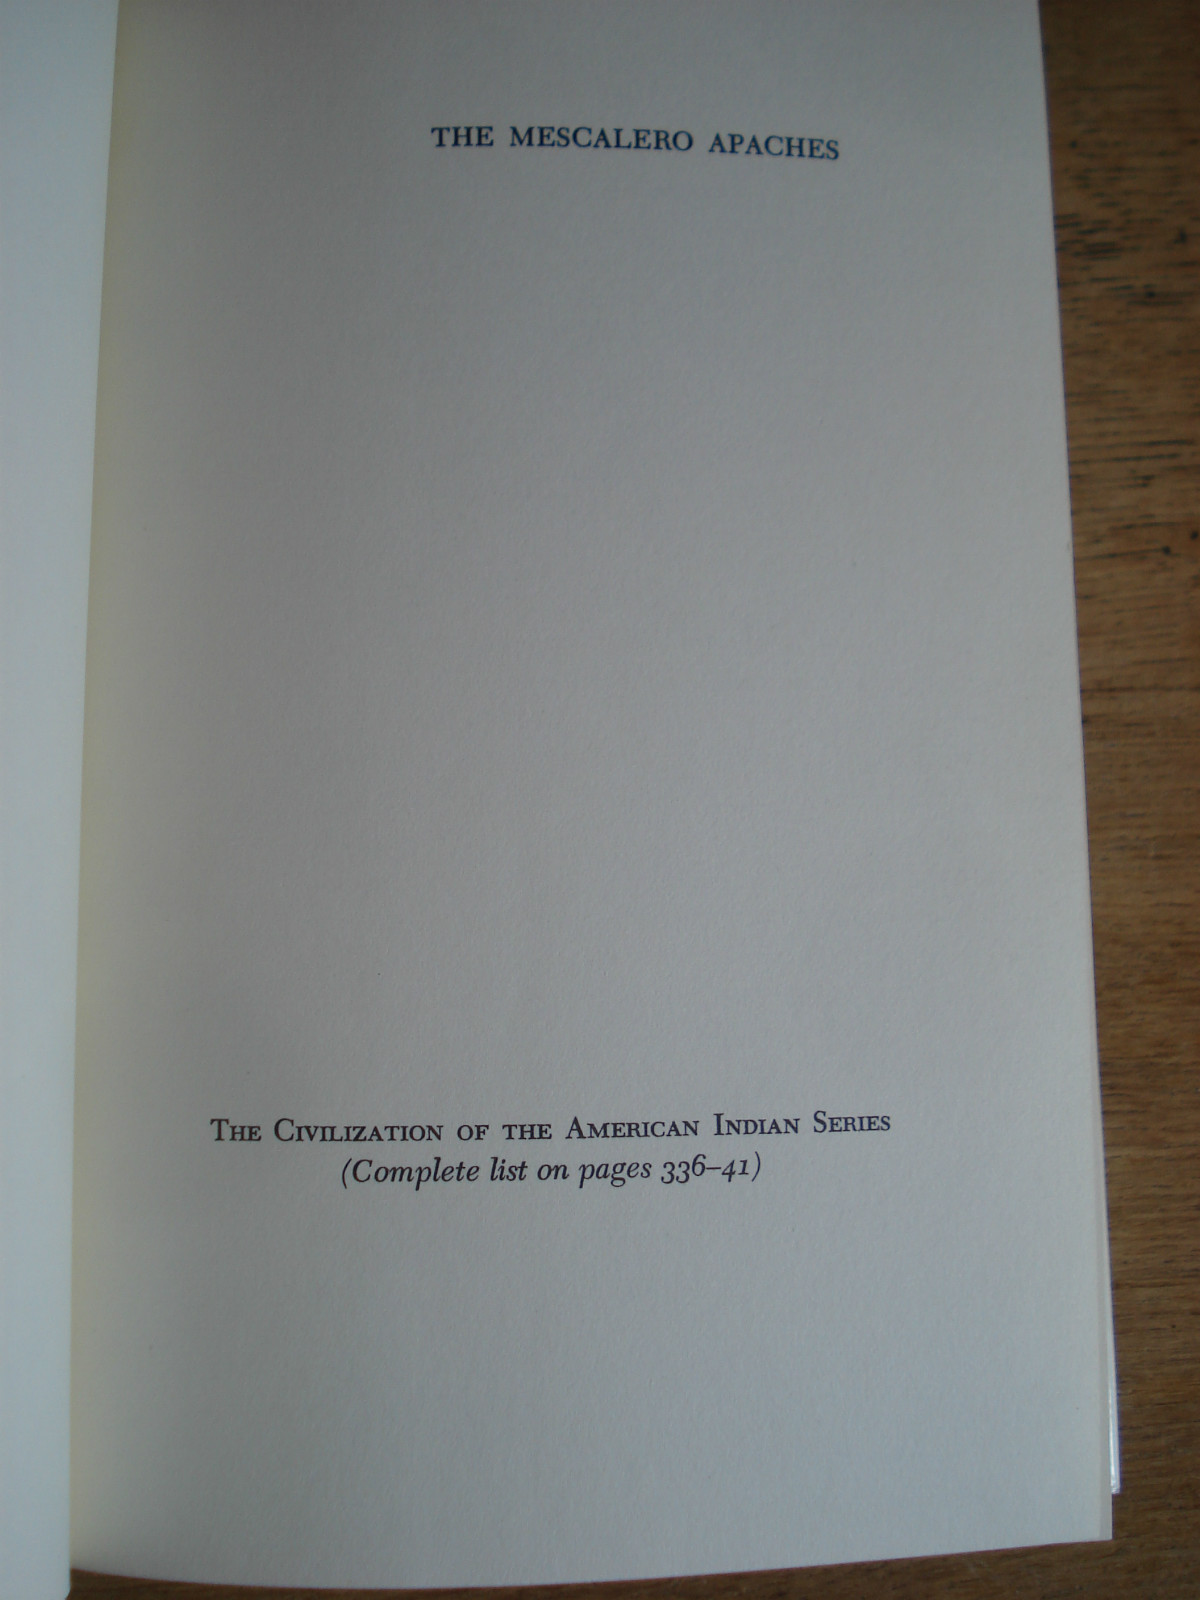 THE MESCALERO APACHES
The Civilization of the American Indian Series
(Complete list on pages 336–41)